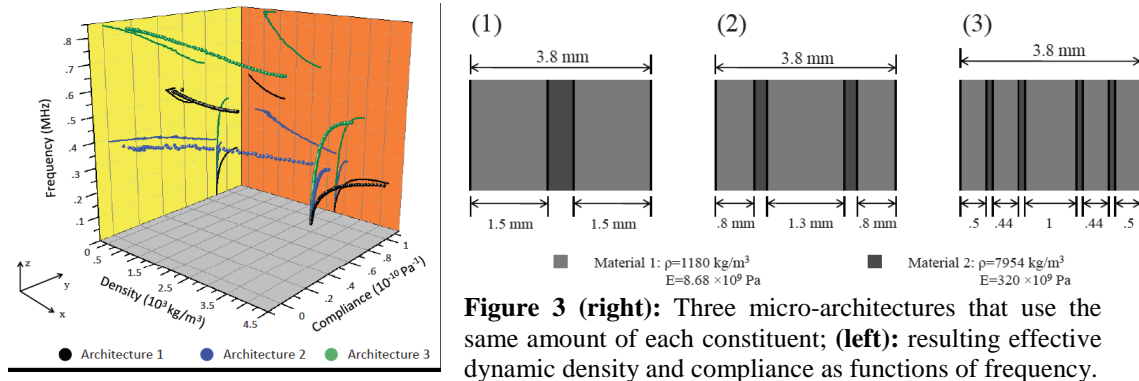 .8
.7
.6
.5
.4
.3
.2
.1
Frequency (MHz)
0
.5
1.5
2.5
3.5
4.5
Density (10³ kg/m³)
0
.2
.4
.6
.8
1
Compliance (10⁻¹⁰ Pa⁻¹)
z
y
x
Architecture 1
Architecture 2
Architecture 3
(1)
3.8 mm
1.5 mm
1.5 mm
(2)
3.8 mm
.8 mm
1.3 mm
.8 mm
(3)
3.8 mm
.5
.44
1
.44
.5
Material 1: ρ=1180 kg/m³
E=8.68 ×10⁹ Pa
Material 2: ρ=7954 kg/m³
E=320 ×10⁹ Pa
Figure 3 (right): Three micro-architectures that use the
same amount of each constituent; (left): resulting effective
dynamic density and compliance as functions of frequency.